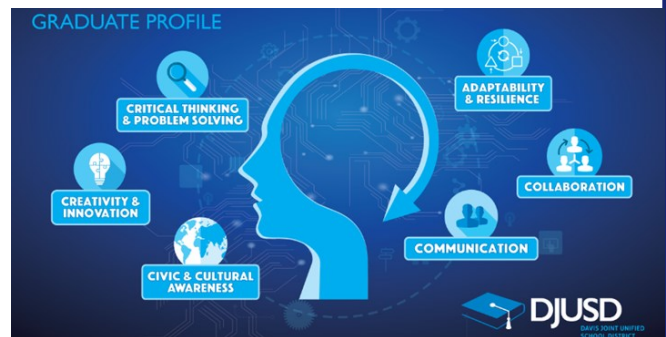 GRADUATE PROFILE
CRITICAL THINKING
& PROBLEM SOLVING
CREATIVITY &
INNOVATION
CIVIC & CULTURAL
AWARENESS
ADAPTABILITY
& RESILIENCE
COLLABORATION
COMMUNICATION
DJUSD
DAVIS JOINT UNIFIED
SCHOOL DISTRICT